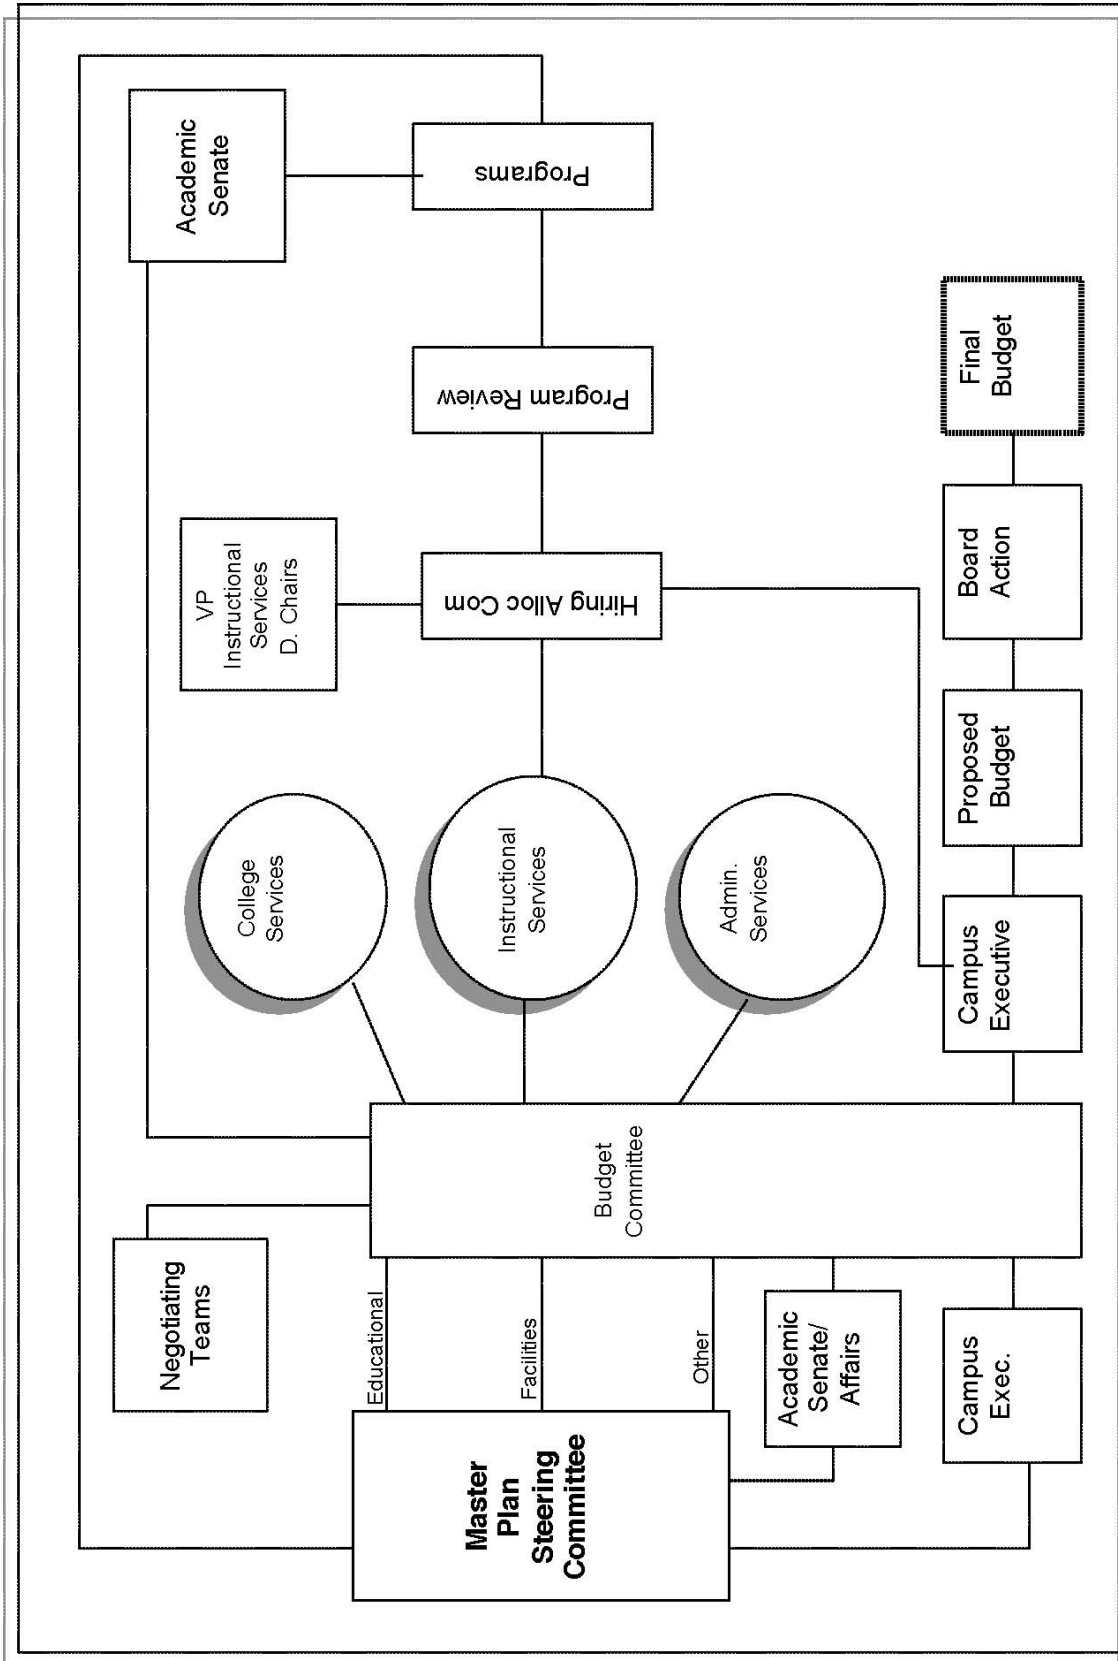 Negotiating
Teams
Academic
Senate
VP
Instructional
Services
D. Chairs
College
Services
Educational
Master
Plan
Steering
Committee
Facilities
Other
Budget
Committee
Instructional
Services
Hiring Alloc Com
Program Review
Programs
Admin.
Services
Academic
Senate/
Affairs
Campus
Exec.
Campus
Executive
Proposed
Budget
Board
Action
Final
Budget